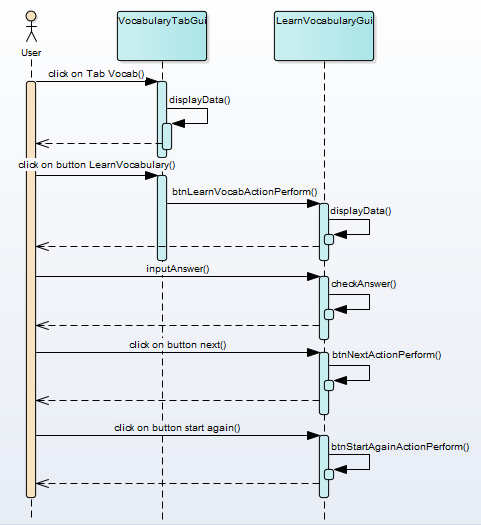 VocabularyTabGui
LearnVocabularyGui
User
click on Tab Vocab()
displayData()
click on button LearnVocabulary()
btnLearnVocabActionPerform()
displayData()
inputAnswer()
checkAnswer()
click on button next()
btnNextActionPerform()
click on button start again()
btnStartAgainActionPerform()